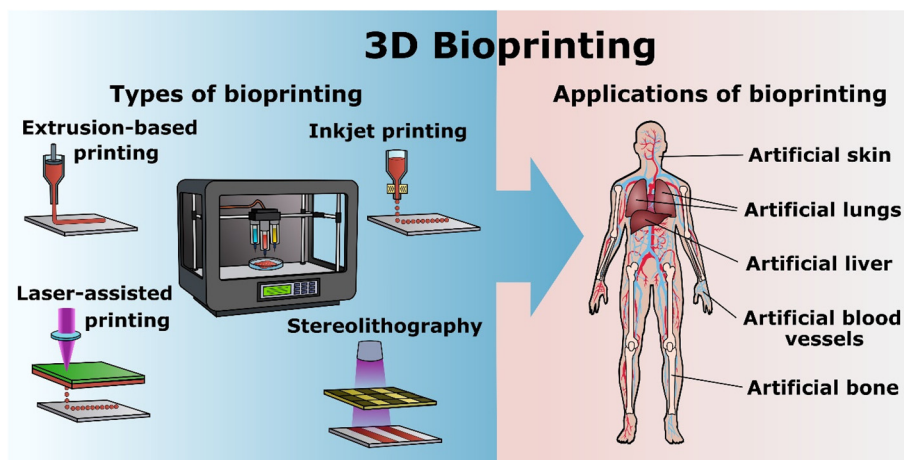 3D Bioprinting
Types of bioprinting
Extrusion-based
printing
Inkjet printing
Laser-assisted
printing
Stereolithography
Applications of bioprinting
Artificial skin
Artificial lungs
Artificial liver
Artificial blood
vessels
Artificial bone